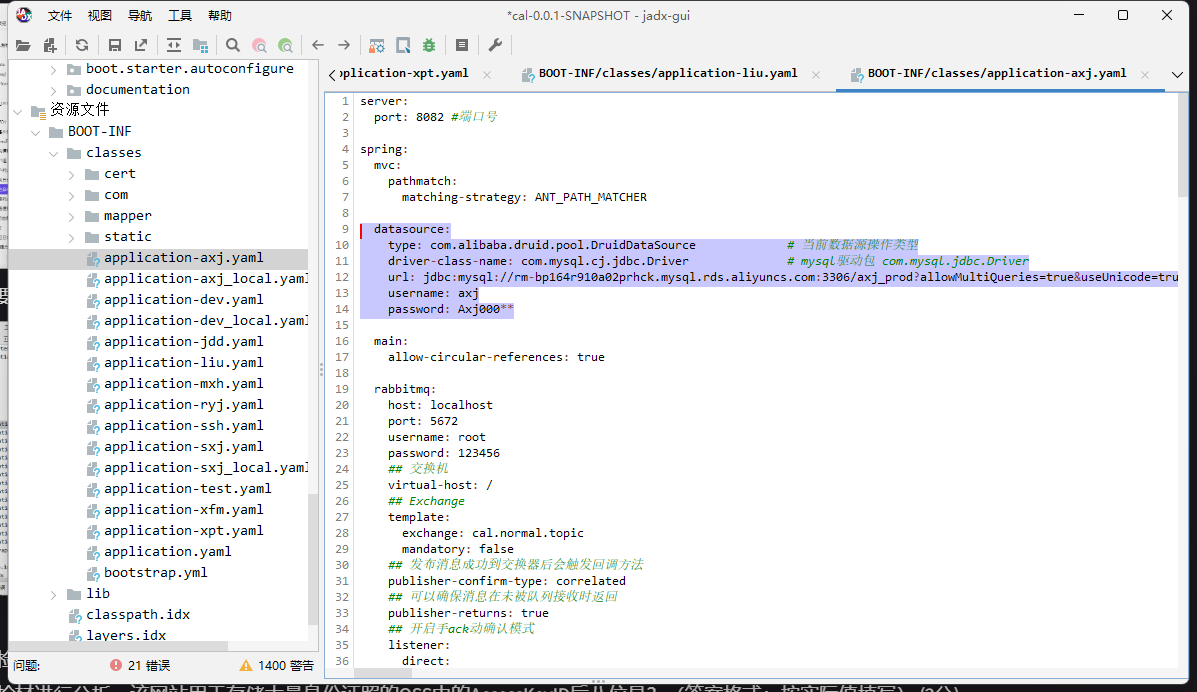 文件 视图 导航 工具 帮助
*cal-0.0.1-SNAPSHOT - jadx-gui
boot.starter.autoconfigure
documentation
资源文件
BOOT-INF
classes
cert
com
mapper
static
application-axj.yaml
application-axj_local.yaml
application-dev.yaml
application-dev_local.yaml
application-jdd.yaml
application-liu.yaml
application-mxh.yaml
application-ryj.yaml
application-ssh.yaml
application-sxj.yaml
application-sxj_local.yaml
application-test.yaml
application-xfm.yaml
application-xpt.yaml
application.yaml
bootstrap.yml
lib
classpath.idx
layers.idx
问题: 21 错误 1400 警告
pplication-xpt.yaml
BOOT-INF/classes/application-liu.yaml
BOOT-INF/classes/application-axj.yaml
1 server:
2 port: 8082 #端口号
3
4 spring:
5 mvc:
6 pathmatch:
7 matching-strategy: ANT_PATH_MATCHER
8
9 datasource:
10 type: com.alibaba.druid.pool.DruidDataSource # 当前数据源操作类型
11 driver-class-name: com.mysql.cj.jdbc.Driver # mysql驱动包 com.mysql.jdbc.Driver
12 url: jdbc:mysql://rm-bp164r910a02prhck.mysql.rds.aliyuncs.com:3306/axj_prod?allowMultiQueries=true&useUnicode=tru
13 username: axj
14 password: Axj000**
15
16 main:
17 allow-circular-references: true
18
19 rabbitmq:
20 host: localhost
21 port: 5672
22 username: root
23 password: 123456
24 ## 交换机
25 virtual-host: /
26 ## Exchange
27 template:
28 exchange: cal.normal.topic
29 mandatory: false
30 ## 发布消息成功到交换器后会触发回调方法
31 publisher-confirm-type: correlated
32 ## 可以确保消息在未被队列接收时返回
33 publisher-returns: true
34 ## 开启手ack动确认模式
35 listener:
36 direct: